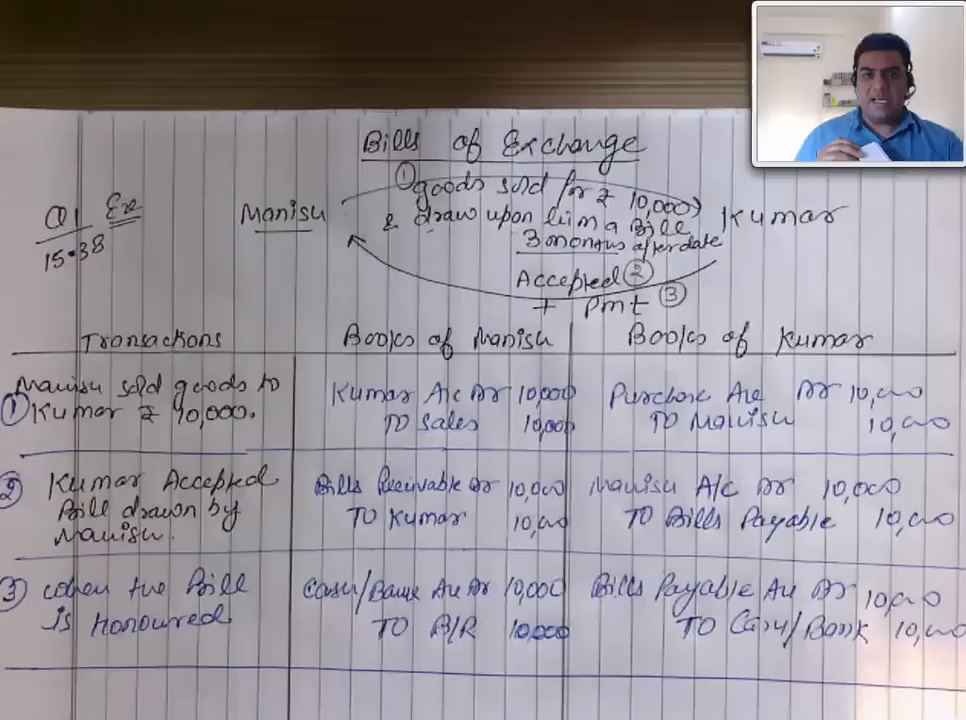 Bills of Exchange
Q1 Exe
15.38
Manish
① goods sold for ₹ 10,000
& draw upon him a Bill
3 months after date
Kumar
Accepted ②
+ Pmt ③
Transactions
Books of Manish
Books of Kumar
① Manish sold goods to
Kumar ₹ 10,000.
Kumar A/c Dr 10,000
To Sales 10,000
Purchase A/c Dr 10,000
To Manish 10,000
② Kumar Accepted
Bill drawn by
Manish.
Bills Receivable Dr 10,000
To Kumar 10,000
Manish A/c Dr 10,000
To Bills Payable 10,000
③ when the Bill
is Honoured
Cash/Bank A/c Dr 10,000
To B/R 10,000
Bills Payable A/c Dr 10,000
To Cash/Bank 10,000